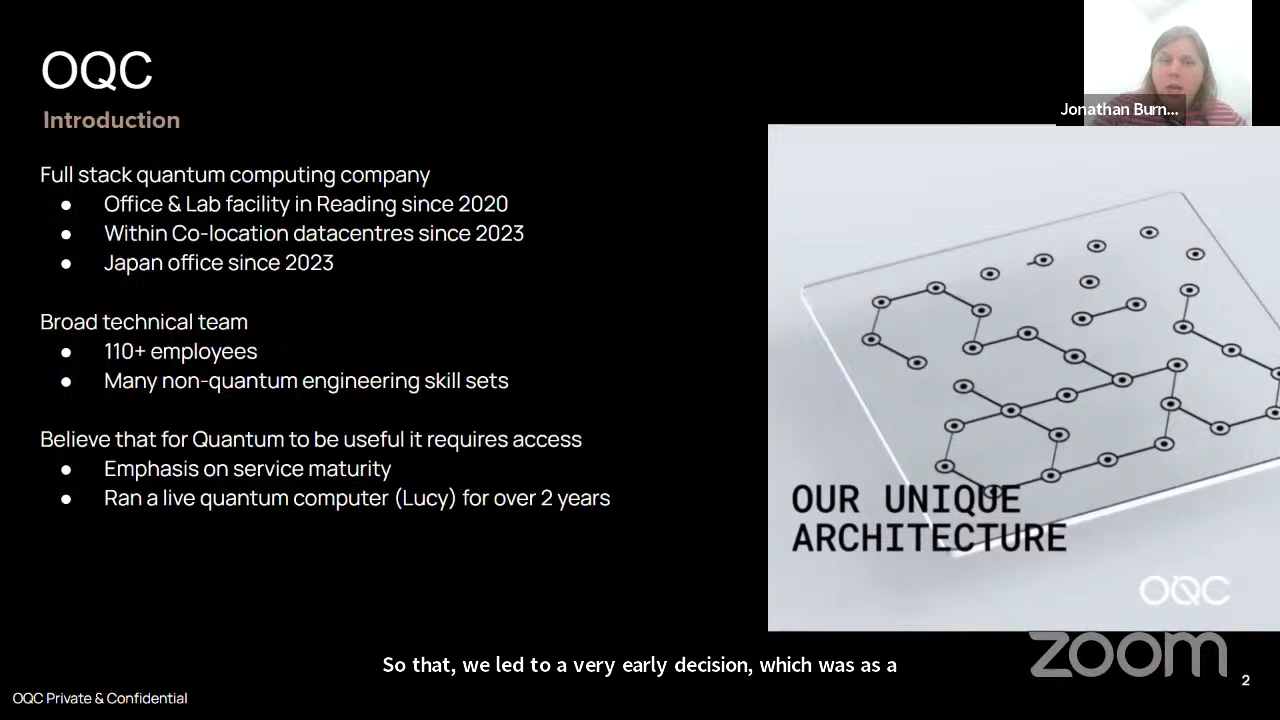 OQC
Introduction
Jonathan Burn...
Full stack quantum computing company
● Office & Lab facility in Reading since 2020
● Within Co-location datacentres since 2023
● Japan office since 2023
Broad technical team
● 110+ employees
● Many non-quantum engineering skill sets
Believe that for Quantum to be useful it requires access
● Emphasis on service maturity
● Ran a live quantum computer (Lucy) for over 2 years
OUR UNIQUE
ARCHITECTURE
OQC
So that, we led to a very early decision, which was as a
zoom
2
OQC Private & Confidential